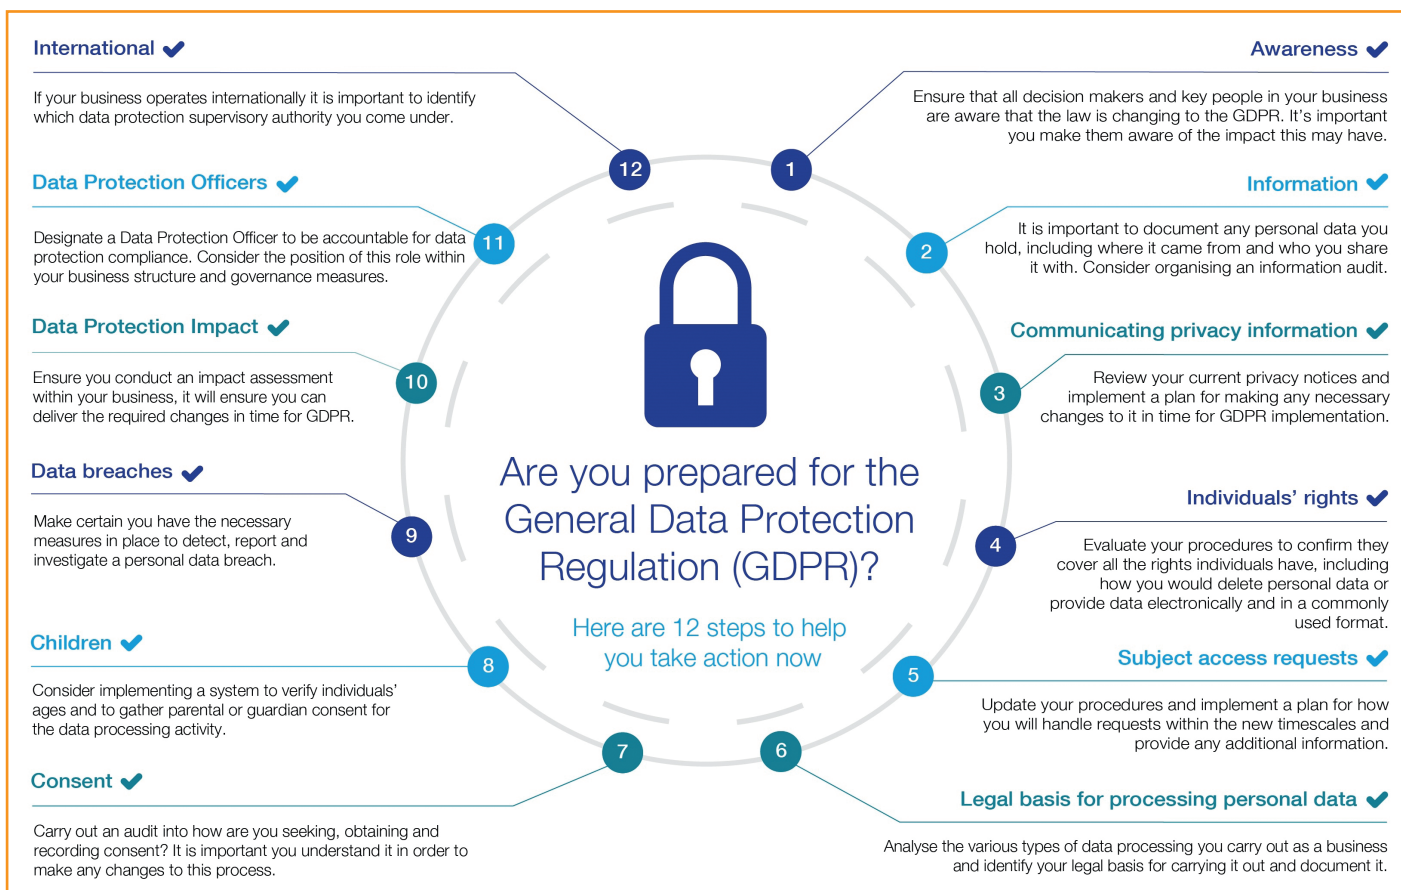 Are you prepared for the
General Data Protection
Regulation (GDPR)?
Here are 12 steps to help
you take action now
1
Awareness
Ensure that all decision makers and key people in your business
are aware that the law is changing to the GDPR. It’s important
you make them aware of the impact this may have.
2
Information
It is important to document any personal data you
hold, including where it came from and who you share
it with. Consider organising an information audit.
3
Communicating privacy information
Review your current privacy notices and
implement a plan for making any necessary
changes to it in time for GDPR implementation.
4
Individuals’ rights
Evaluate your procedures to confirm they
cover all the rights individuals have, including
how you would delete personal data or
provide data electronically and in a commonly
used format.
5
Subject access requests
Update your procedures and implement a plan for how
you will handle requests within the new timescales and
provide any additional information.
6
Legal basis for processing personal data
Analyse the various types of data processing you carry out as a business
and identify your legal basis for carrying it out and document it.
7
Consent
Carry out an audit into how are you seeking, obtaining and
recording consent? It is important you understand it in order to
make any changes to this process.
8
Children
Consider implementing a system to verify individuals’
ages and to gather parental or guardian consent for
the data processing activity.
9
Data breaches
Make certain you have the necessary
measures in place to detect, report and
investigate a personal data breach.
10
Data Protection Impact
Ensure you conduct an impact assessment
within your business, it will ensure you can
deliver the required changes in time for GDPR.
11
Data Protection Officers
Designate a Data Protection Officer to be accountable for data
protection compliance. Consider the position of this role within
your business structure and governance measures.
12
International
If your business operates internationally it is important to identify
which data protection supervisory authority you come under.